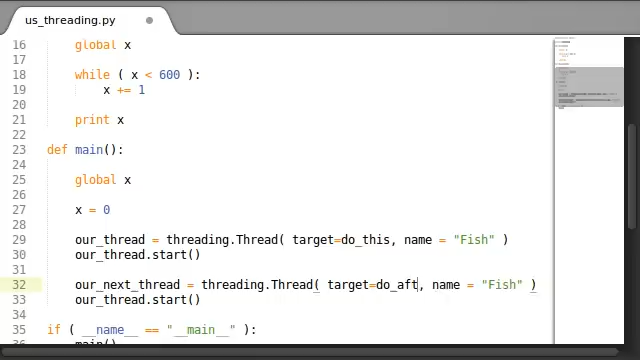 us_threading.py
16 global x
17
18 while ( x < 600 ):
19 x += 1
20
21 print x
22
23 def main():
24
25 global x
26
27 x = 0
28
29 our_thread = threading.Thread( target=do_this, name = "Fish" )
30 our_thread.start()
31
32 our_next_thread = threading.Thread( target=do_aft, name = "Fish" )
33 our_thread.start()
34
35 if ( __name__ == "__main__" ):
36 main()